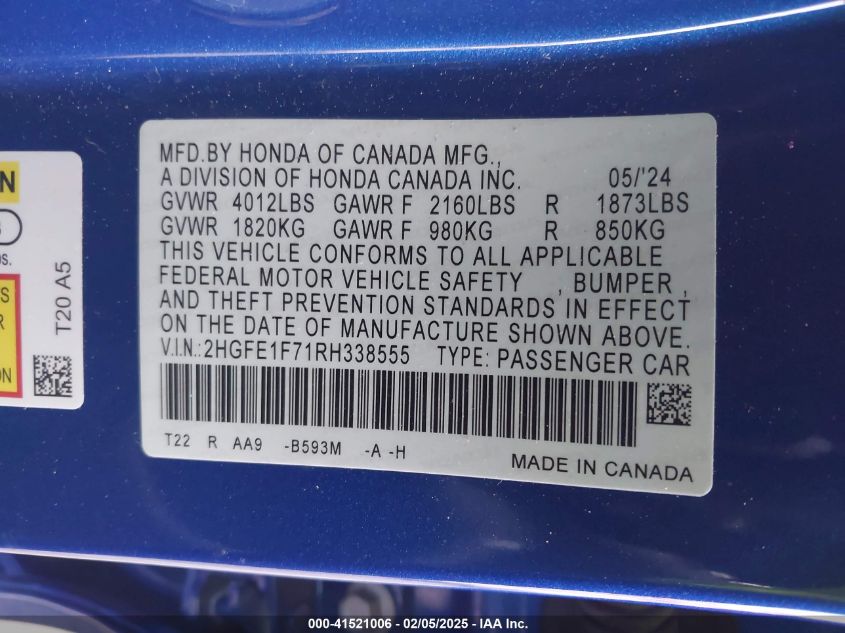 MFD.BY HONDA OF CANADA MFG.,
A DIVISION OF HONDA CANADA INC. 05/'24
GVWR 4012LBS GAWR F 2160LBS R 1873LBS
GVWR 1820KG GAWR F 980KG R 850KG
THIS VEHICLE CONFORMS TO ALL APPLICABLE
FEDERAL MOTOR VEHICLE SAFETY , BUMPER ,
AND THEFT PREVENTION STANDARDS IN EFFECT
ON THE DATE OF MANUFACTURE SHOWN ABOVE.
V.I.N.:2HGFE1F71RH338555 TYPE: PASSENGER CAR
T22 R AA9 -B593M -A -H
MADE IN CANADA
T20 A5
000-41521006 - 02/05/2025 - IAA Inc.